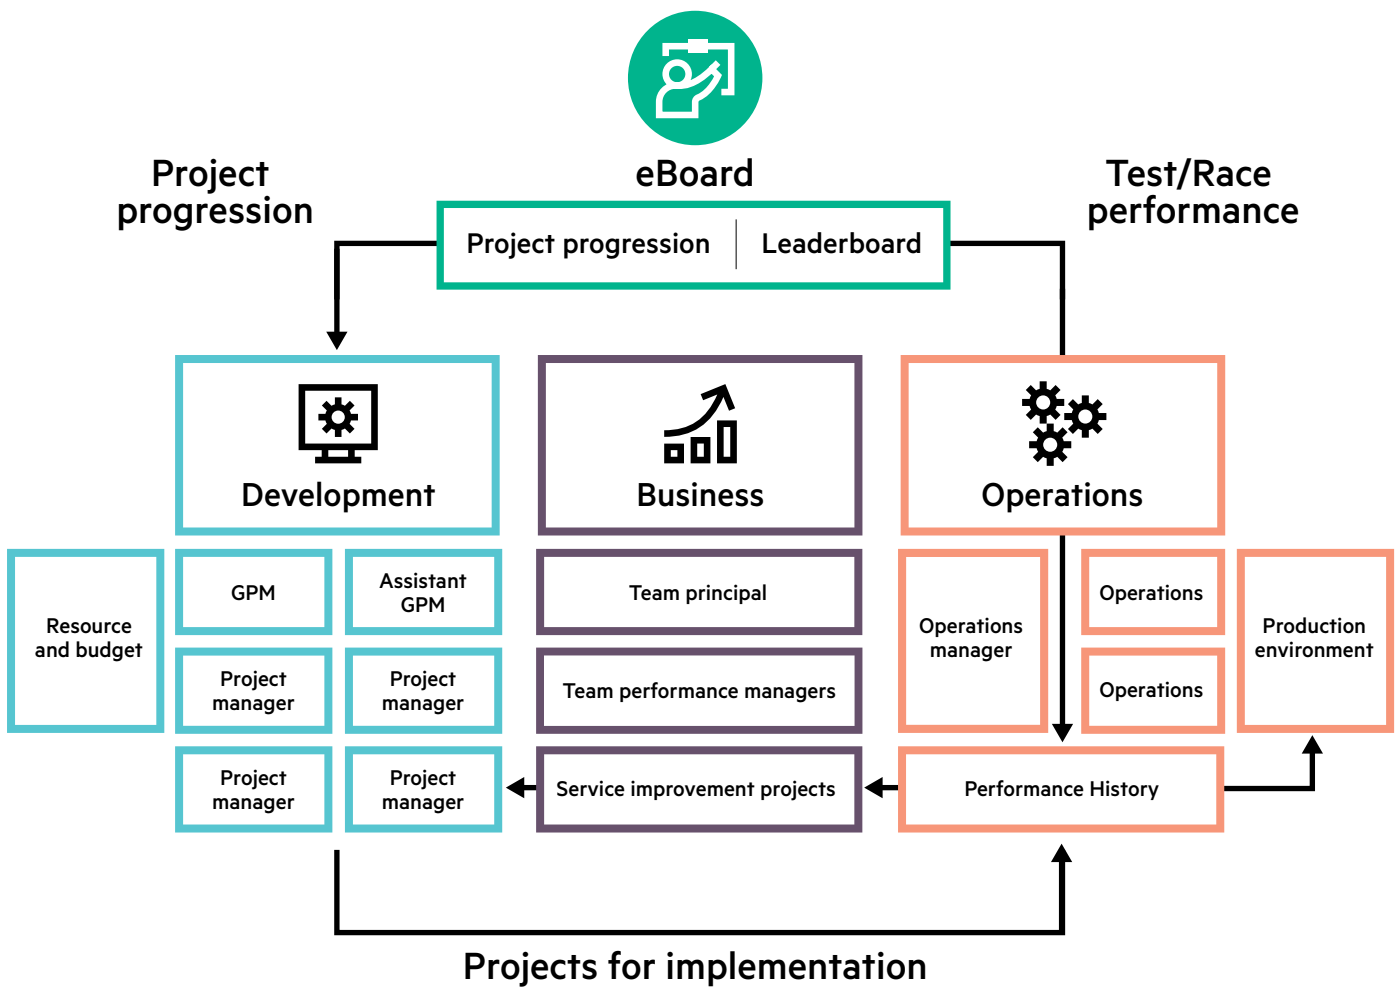 eBoard
Project
progression
Test/Race
performance
Project progression
Leaderboard
Development
Business
Operations
Resource
and budget
GPM
Assistant
GPM
Project
manager
Project
manager
Project
manager
Project
manager
Team principal
Team performance managers
Service improvement projects
Operations
manager
Operations
Operations
Production
environment
Performance History
Projects for implementation